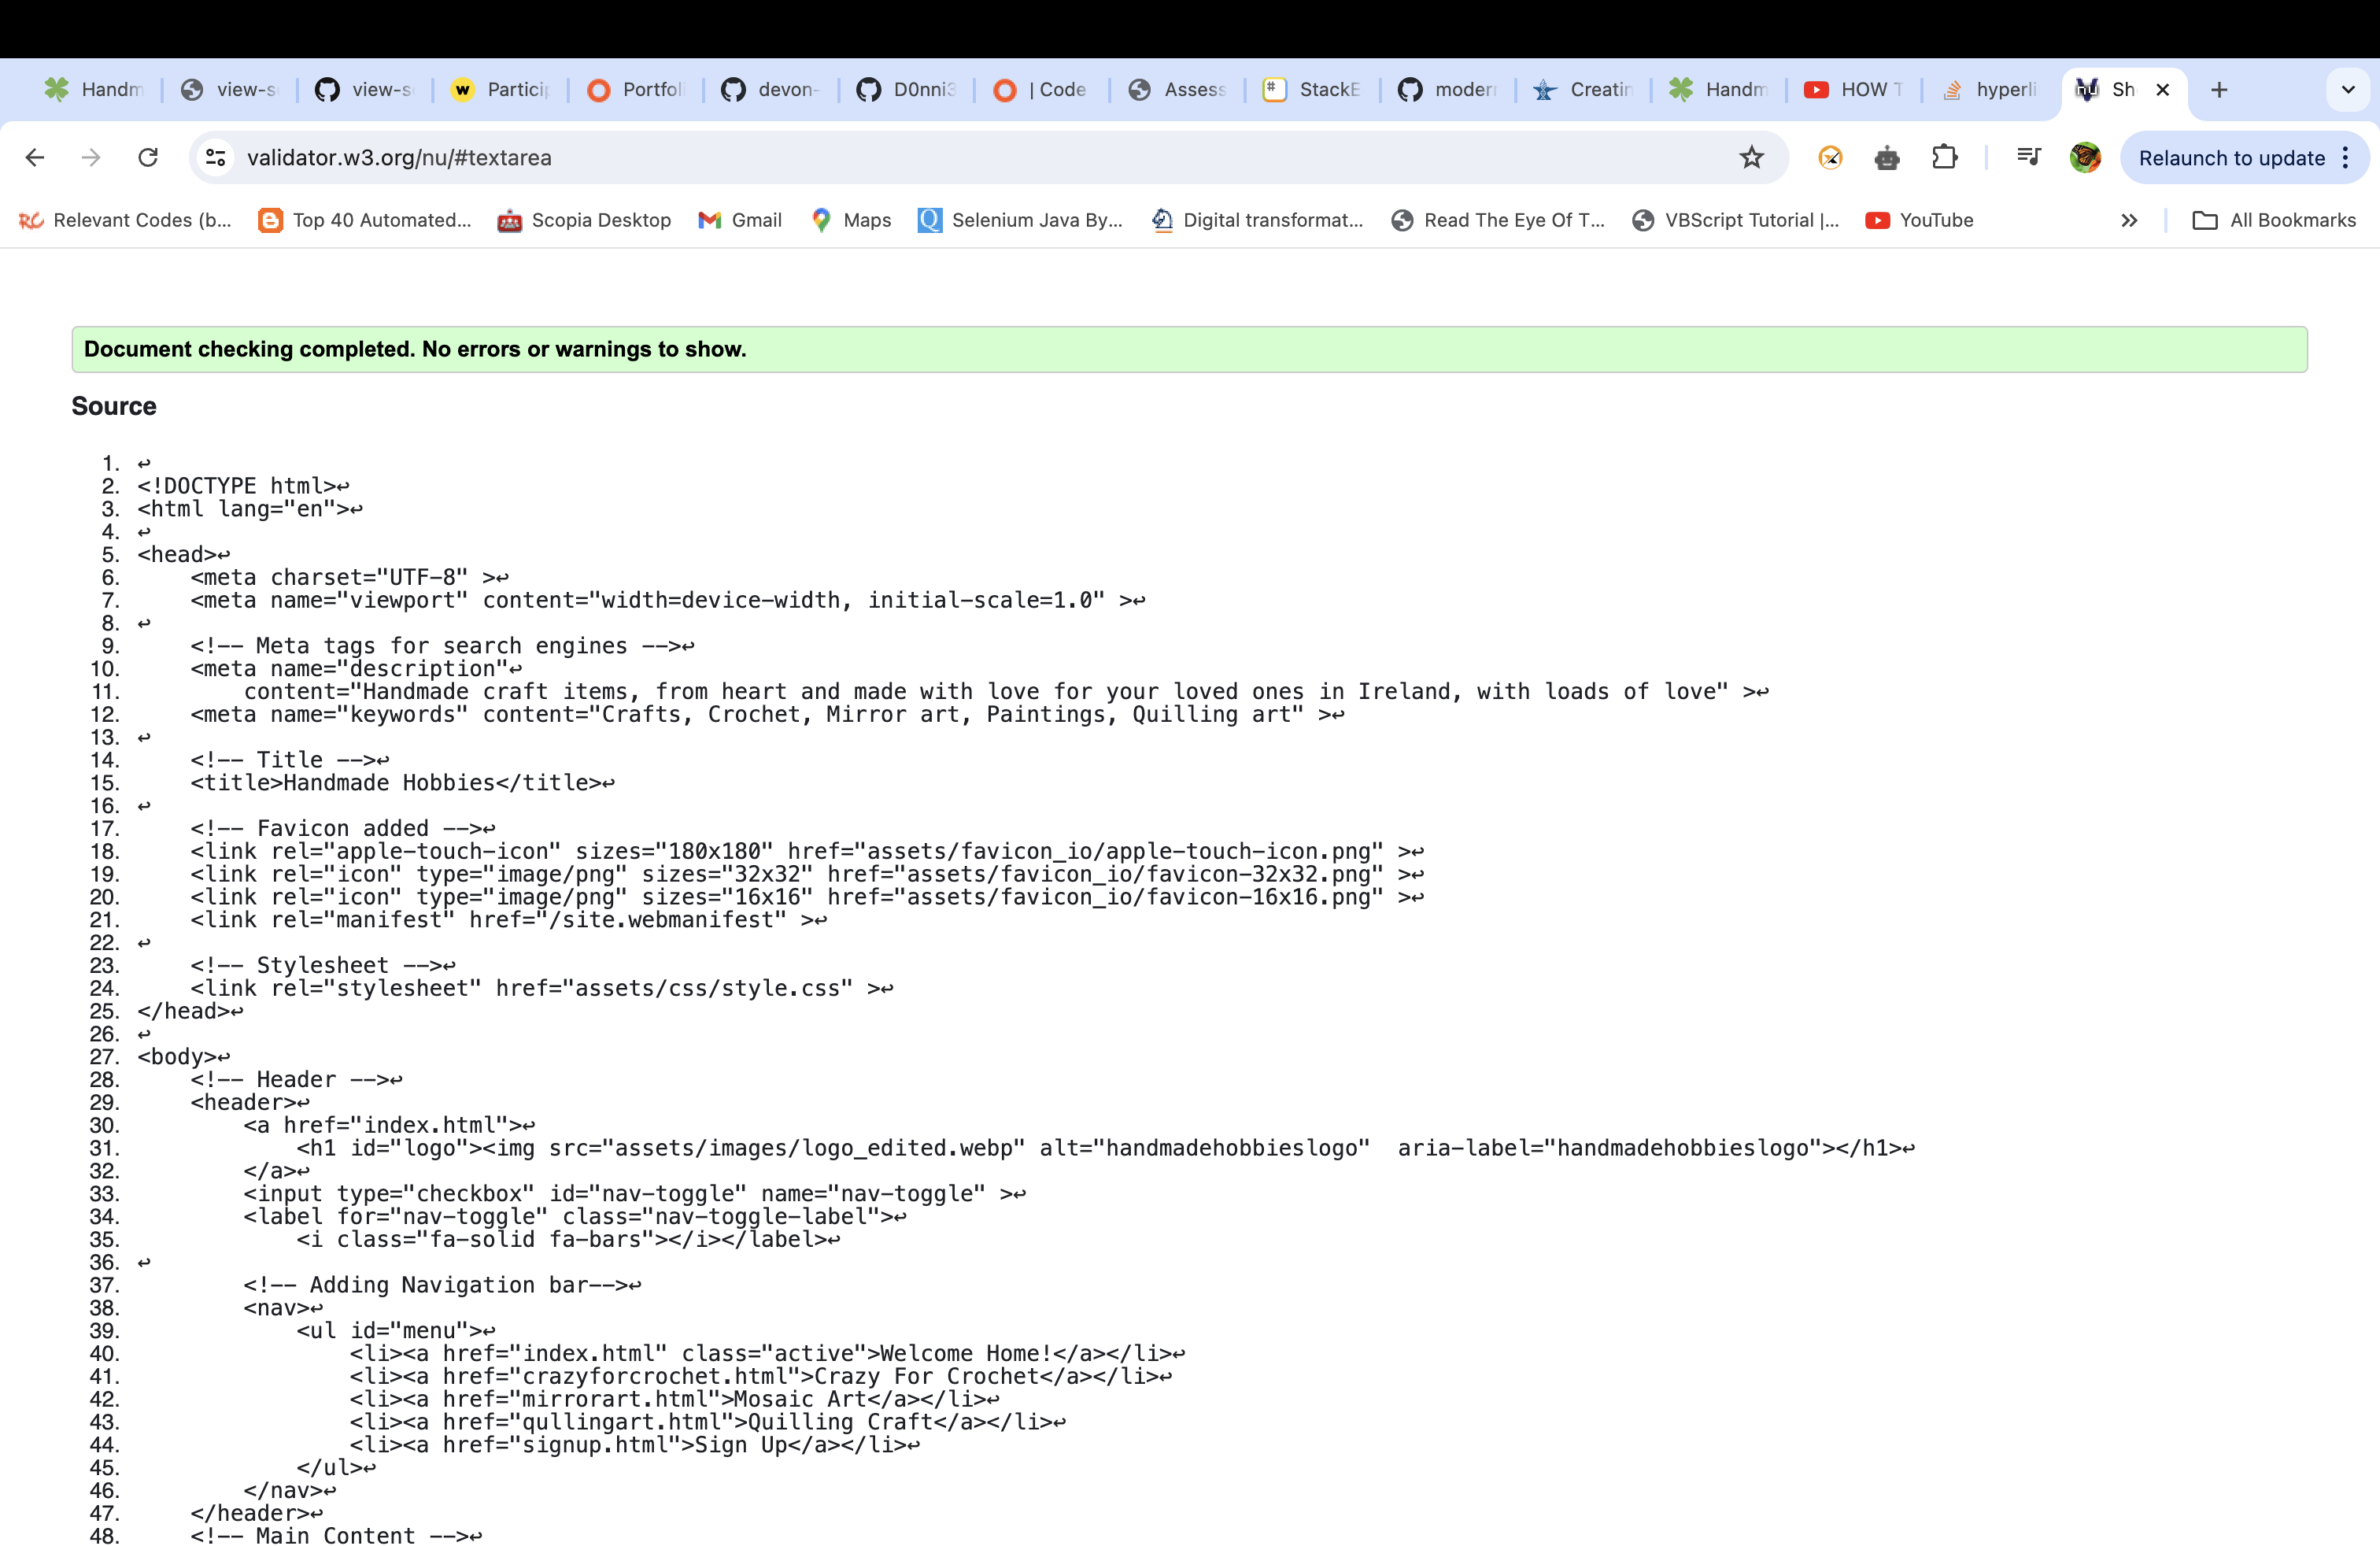 Handm
view-s
view-s
Particip
Portfol
devon-
D0nni3
| Code
Assess
StackE
modern
Creatin
Handm
HOW T
hyperli
Sh
validator.w3.org/nu/#textarea
Relaunch to update
Relevant Codes (b...
Top 40 Automated...
Scopia Desktop
Gmail
Maps
Selenium Java By...
Digital transformat...
Read The Eye Of T...
VBScript Tutorial |...
YouTube
All Bookmarks
Document checking completed. No errors or warnings to show.
Source
1. ↩
2. <!DOCTYPE html>↩
3. <html lang="en">↩
4. ↩
5. <head>↩
6. <meta charset="UTF-8" >↩
7. <meta name="viewport" content="width=device-width, initial-scale=1.0" >↩
8. ↩
9. <!-- Meta tags for search engines -->↩
10. <meta name="description"↩
11. content="Handmade craft items, from heart and made with love for your loved ones in Ireland, with loads of love" >↩
12. <meta name="keywords" content="Crafts, Crochet, Mirror art, Paintings, Quilling art" >↩
13. ↩
14. <!-- Title -->↩
15. <title>Handmade Hobbies</title>↩
16. ↩
17. <!-- Favicon added -->↩
18. <link rel="apple-touch-icon" sizes="180x180" href="assets/favicon_io/apple-touch-icon.png" >↩
19. <link rel="icon" type="image/png" sizes="32x32" href="assets/favicon_io/favicon-32x32.png" >↩
20. <link rel="icon" type="image/png" sizes="16x16" href="assets/favicon_io/favicon-16x16.png" >↩
21. <link rel="manifest" href="/site.webmanifest" >↩
22. ↩
23. <!-- Stylesheet -->↩
24. <link rel="stylesheet" href="assets/css/style.css" >↩
25. </head>↩
26. ↩
27. <body>↩
28. <!-- Header -->↩
29. <header>↩
30. <a href="index.html">↩
31. <h1 id="logo"><img src="assets/images/logo_edited.webp" alt="handmadehobbieslogo"  aria-label="handmadehobbieslogo"></h1>↩
32. </a>↩
33. <input type="checkbox" id="nav-toggle" name="nav-toggle" >↩
34. <label for="nav-toggle" class="nav-toggle-label">↩
35. <i class="fa-solid fa-bars"></i></label>↩
36. ↩
37. <!-- Adding Navigation bar-->↩
38. <nav>↩
39. <ul id="menu">↩
40. <li><a href="index.html" class="active">Welcome Home!</a></li>↩
41. <li><a href="crazyforcrochet.html">Crazy For Crochet</a></li>↩
42. <li><a href="mirrorart.html">Mosaic Art</a></li>↩
43. <li><a href="qullingart.html">Quilling Craft</a></li>↩
44. <li><a href="signup.html">Sign Up</a></li>↩
45. </ul>↩
46. </nav>↩
47. </header>↩
48. <!-- Main Content -->↩